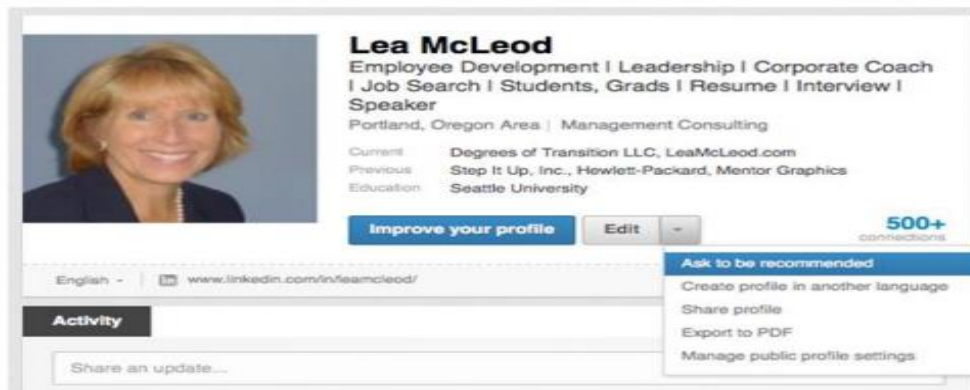 Lea McLeod
Employee Development I Leadership I Corporate Coach
I Job Search I Students, Grads I Resume I Interview I
Speaker
Portland, Oregon Area | Management Consulting
Current Degrees of Transition LLC, LeaMcLeod.com
Previous Step It Up, Inc., Hewlett-Packard, Mentor Graphics
Education Seattle University
Improve your profile Edit 500+
connections
Ask to be recommended
Create profile in another language
Share profile
Export to PDF
Manage public profile settings
English in www.linkedin.com/in/leamcleod/
Activity
Share an update...